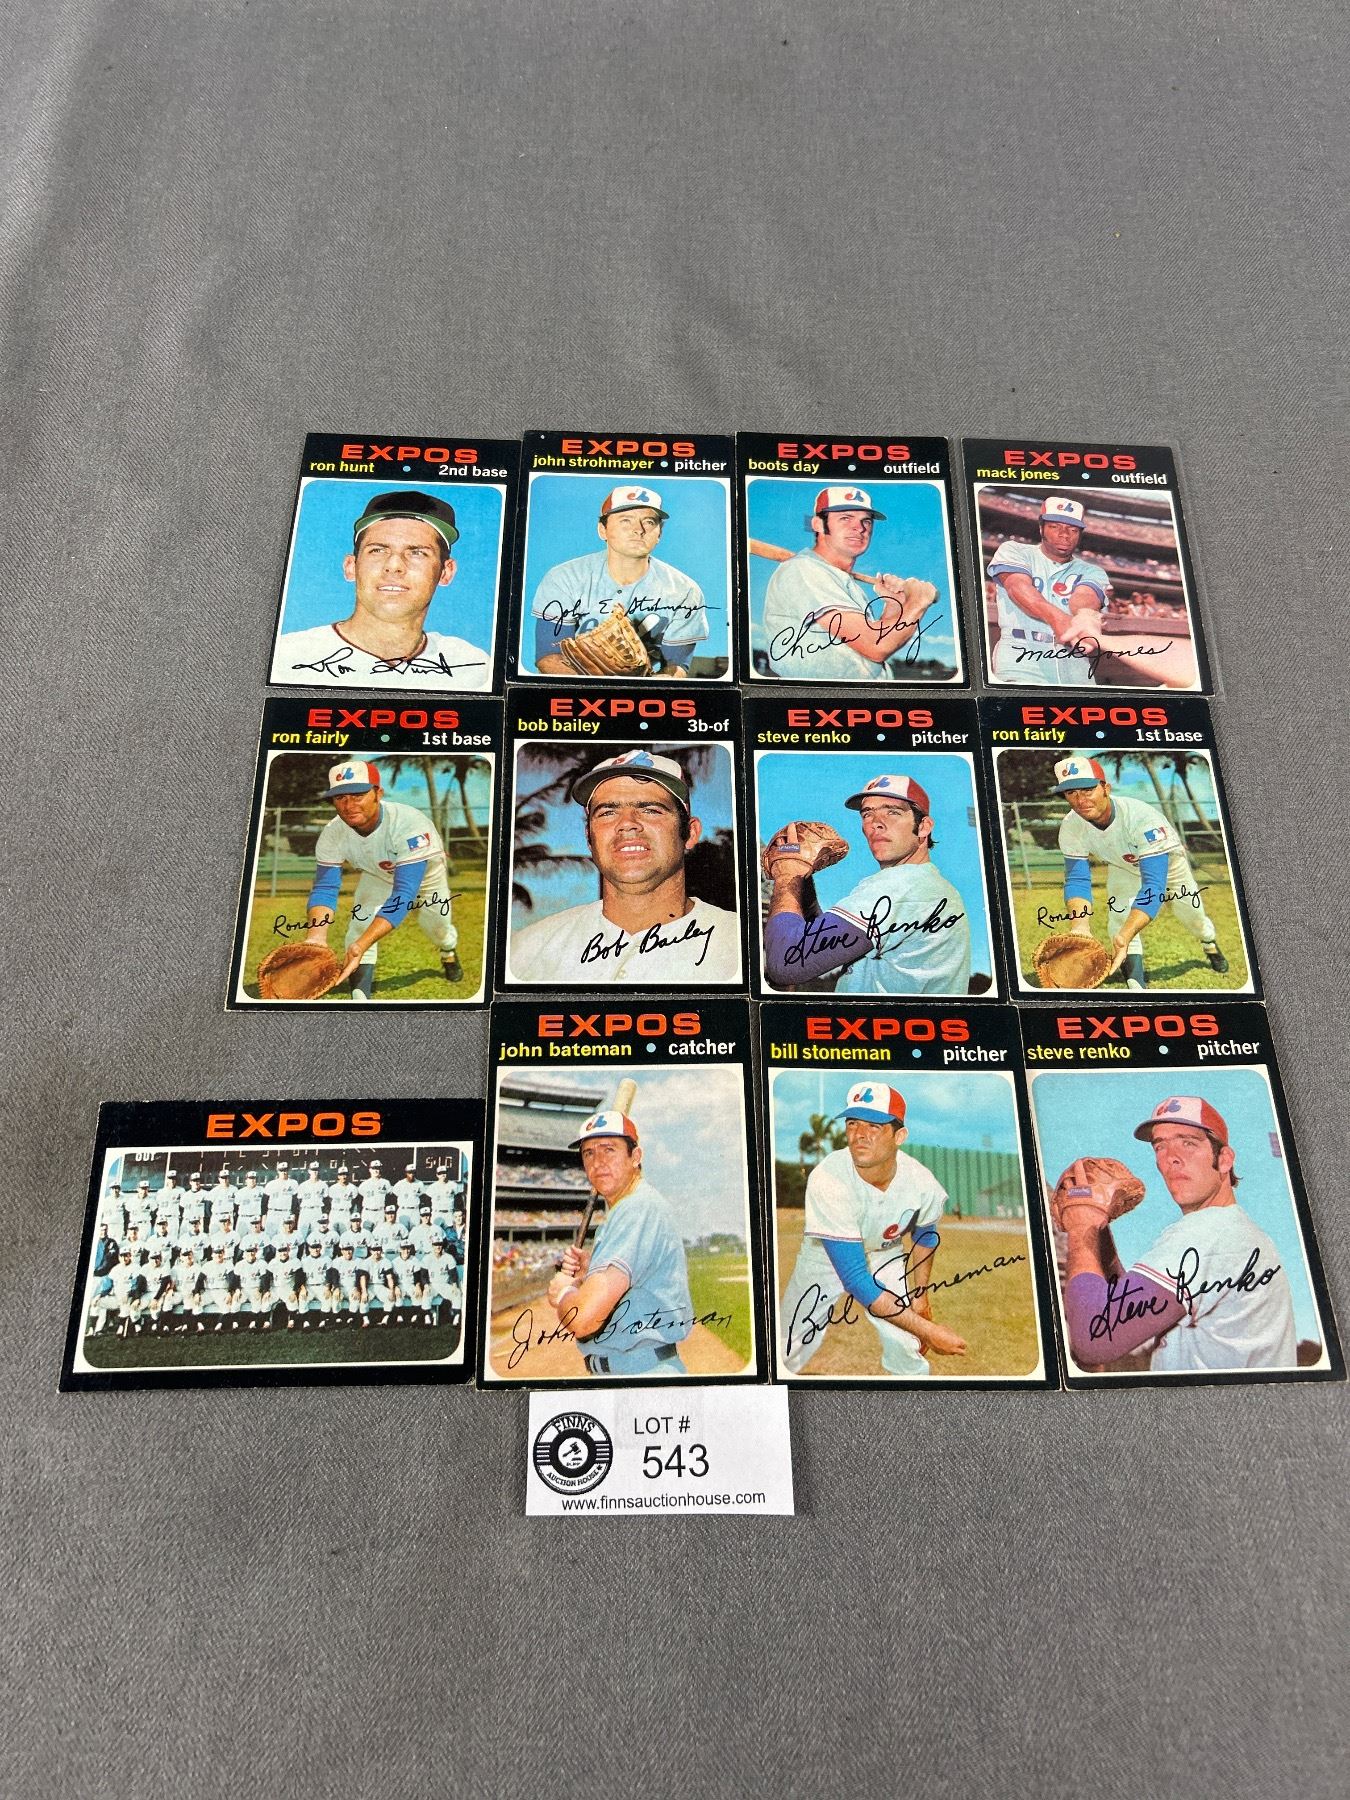 EXPOS
ron hunt • 2nd base
Ron Hunt
EXPOS
john strohmayer • pitcher
John E. Strohmayer
EXPOS
boots day • outfield
Charles Day
EXPOS
mack jones • outfield
Mack Jones
EXPOS
ron fairly • 1st base
Ronald R. Fairly
EXPOS
bob bailey • 3b-of
Bob Bailey
EXPOS
steve renko • pitcher
Steve Renko
EXPOS
ron fairly • 1st base
Ronald R. Fairly
EXPOS
OUT
EXPOS
john bateman • catcher
John Bateman
EXPOS
bill stoneman • pitcher
Bill Stoneman
EXPOS
steve renko • pitcher
Steve Renko
FINNS
AUCTION HOUSE
LOT #
543
www.finnsauctionhouse.com